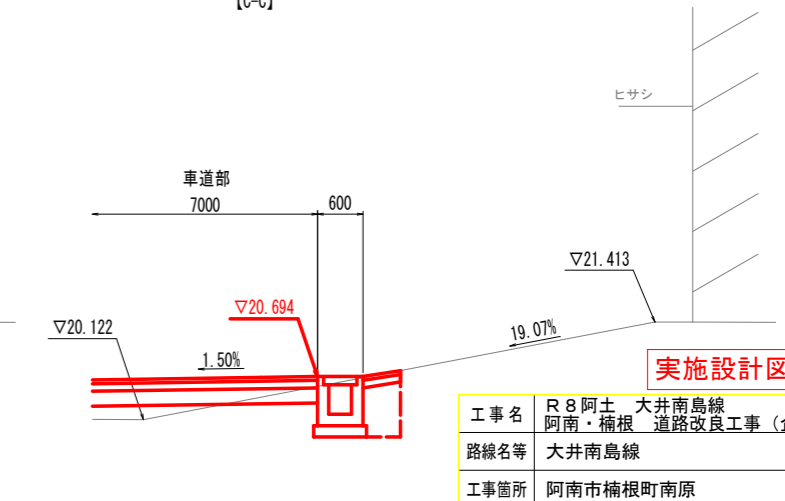 【C-C】
ヒサシ
車道部
7000
600
▽21.413
▽20.694
▽20.122
19.07%
1.50%
実施設計図
工事名
R8阿土 大井南島線
阿南・楠根 道路改良工事（
路線名等
大井南島線
工事箇所
阿南市楠根町南原